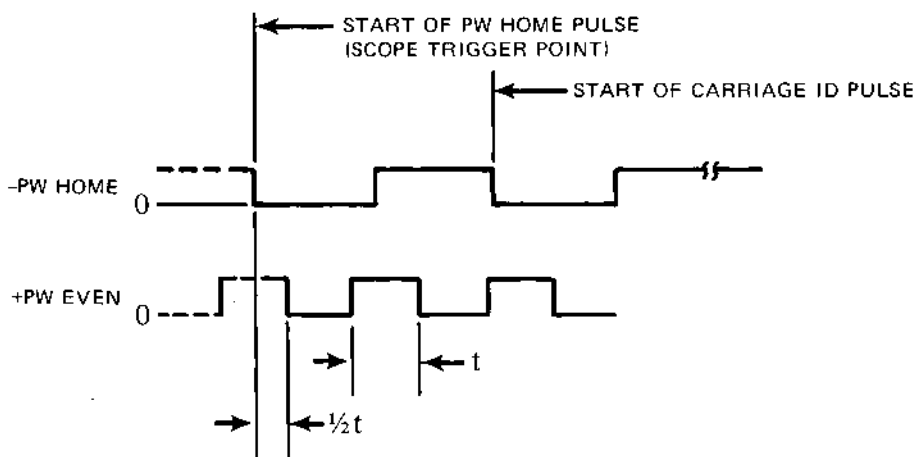 START OF PW HOME PULSE
(SCOPE TRIGGER POINT)
START OF CARRIAGE ID PULSE
–PW HOME
0
+PW EVEN
0
t
½t